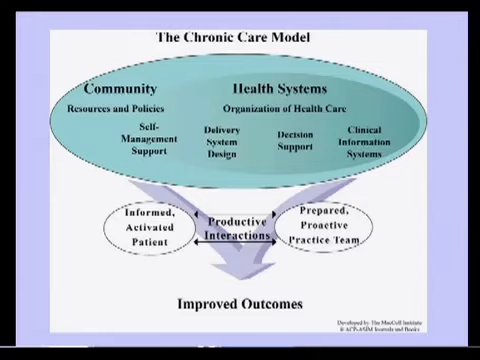 The Chronic Care Model
Community
Health Systems
Resources and Policies
Organization of Health Care
Self-
Management
Support
Delivery
System
Design
Decision
Support
Clinical
Information
Systems
Informed,
Activated
Patient
Productive
Interactions
Prepared,
Proactive
Practice Team
Improved Outcomes
Developed by The MacColl Institute
® ACP-ASIM Journals and Books